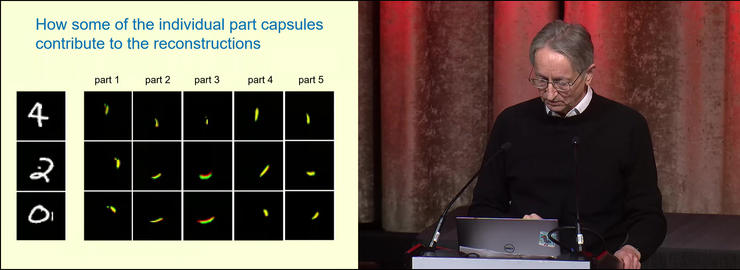 How some of the individual part capsules
contribute to the reconstructions
part 1 part 2 part 3 part 4 part 5
4
2
0
DELL